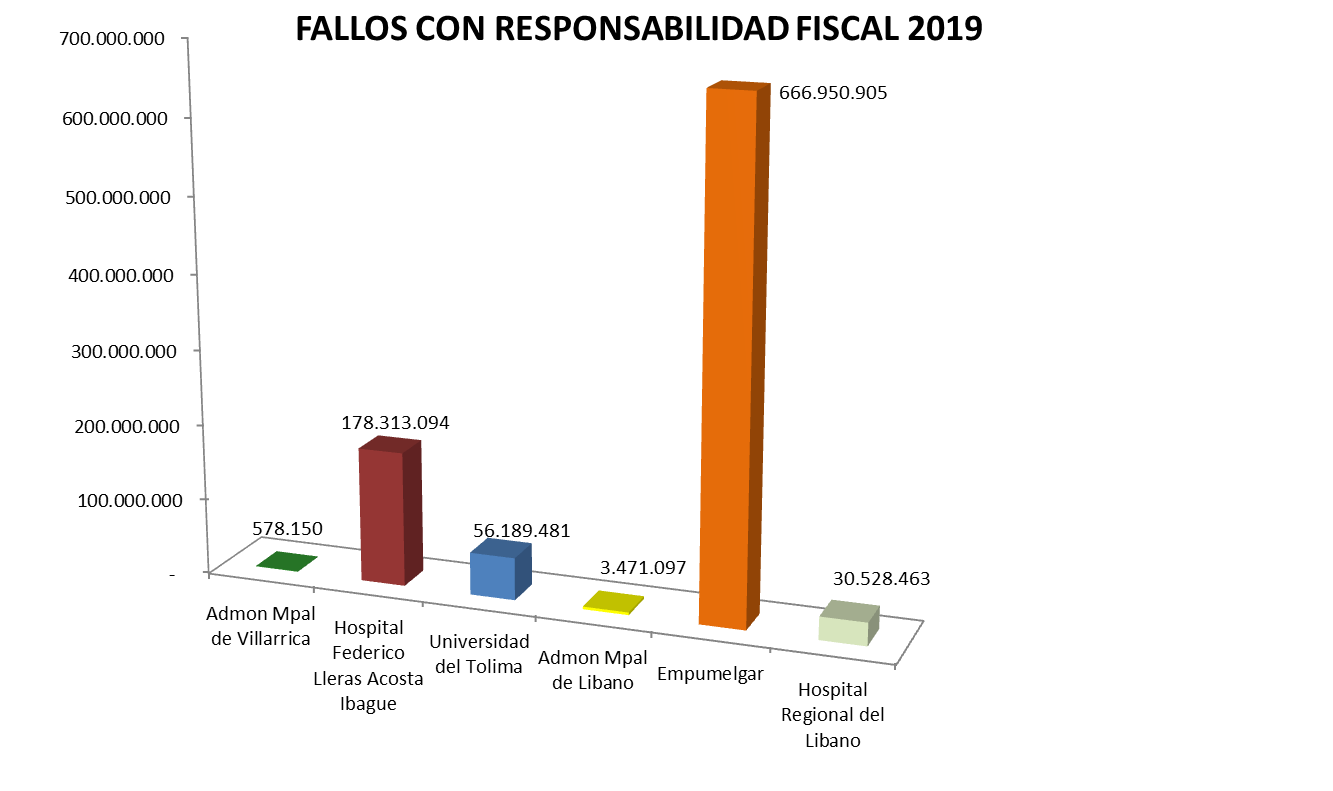 FALLOS CON RESPONSABILIDAD FISCAL 2019
700.000.000
600.000.000
500.000.000
400.000.000
300.000.000
200.000.000
100.000.000
-
578.150
178.313.094
56.189.481
3.471.097
666.950.905
30.528.463
Admon Mpal
de Villarrica
Hospital
Federico
Lleras Acosta
Ibague
Universidad
del Tolima
Admon Mpal
de Libano
Empumelgar
Hospital
Regional del
Libano